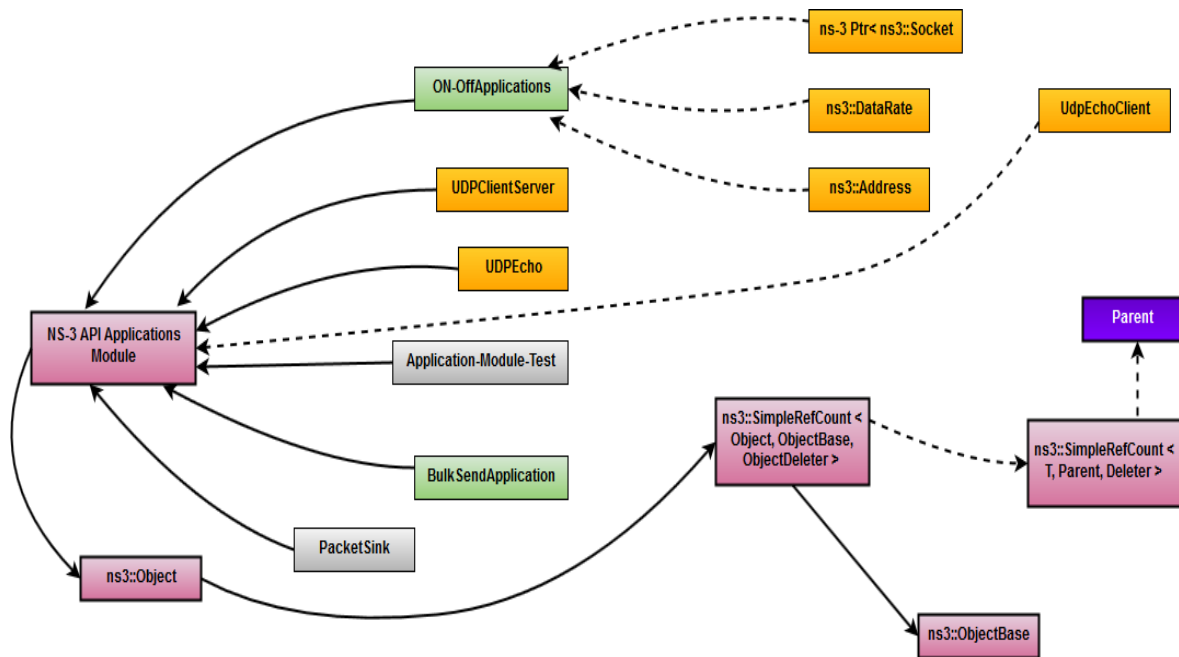 ns-3 Ptr< ns3::Socket
ON-OffApplications
ns3::DataRate
UdpEchoClient
UDPClientServer
ns3::Address
UDPEcho
NS-3 API Applications
Module
Parent
Application-Module-Test
ns3::SimpleRefCount <
Object, ObjectBase,
ObjectDeleter >
ns3::SimpleRefCount <
T, Parent, Deleter >
BulkSendApplication
PacketSink
ns3::Object
ns3::ObjectBase